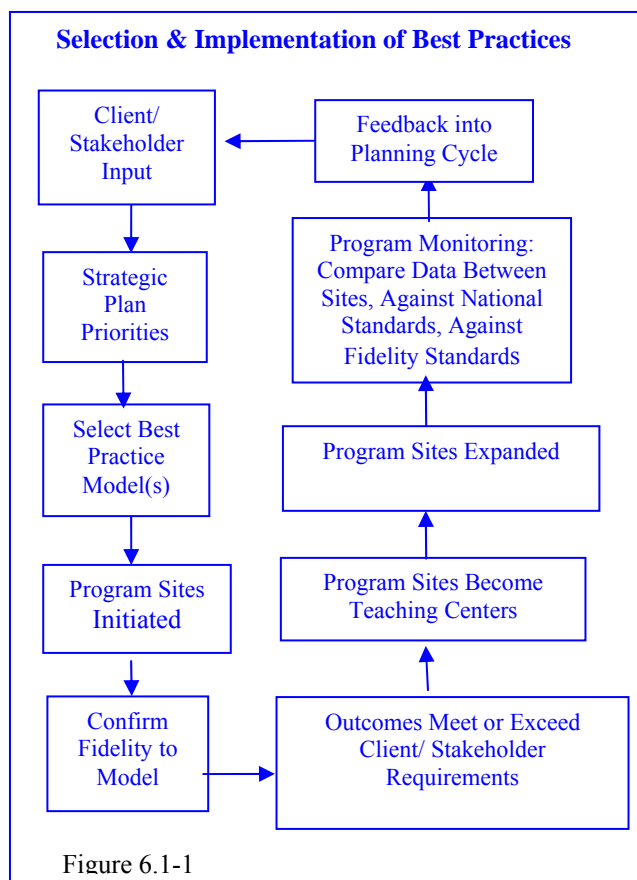 Selection & Implementation of Best Practices
Client/
Stakeholder
Input
Strategic
Plan
Priorities
Select Best
Practice
Model(s)
Program Sites
Initiated
Confirm
Fidelity to
Model
Outcomes Meet or Exceed
Client/ Stakeholder
Requirements
Program Sites Become
Teaching Centers
Program Sites Expanded
Program Monitoring:
Compare Data Between
Sites, Against National
Standards, Against
Fidelity Standards
Feedback into
Planning Cycle
Figure 6.1-1